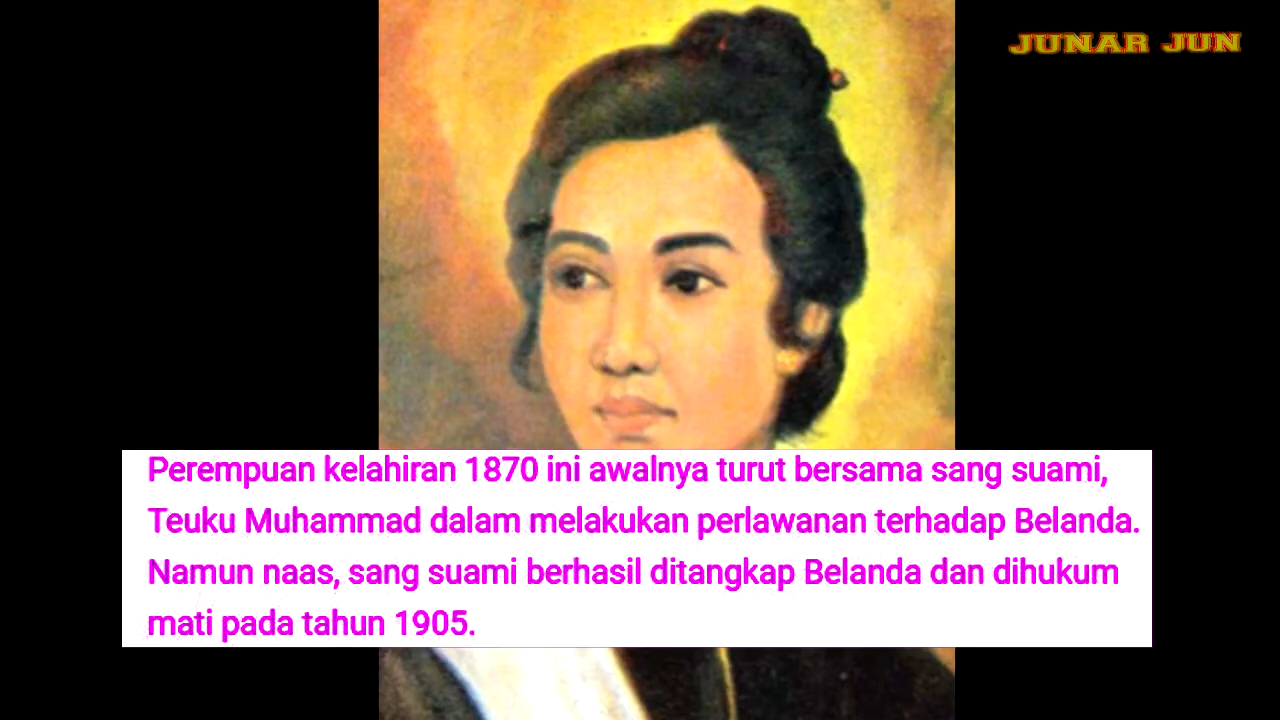 JUNAR JUN
Perempuan kelahiran 1870 ini awalnya turut bersama sang suami,
Teuku Muhammad dalam melakukan perlawanan terhadap Belanda.
Namun naas, sang suami berhasil ditangkap Belanda dan dihukum
mati pada tahun 1905.